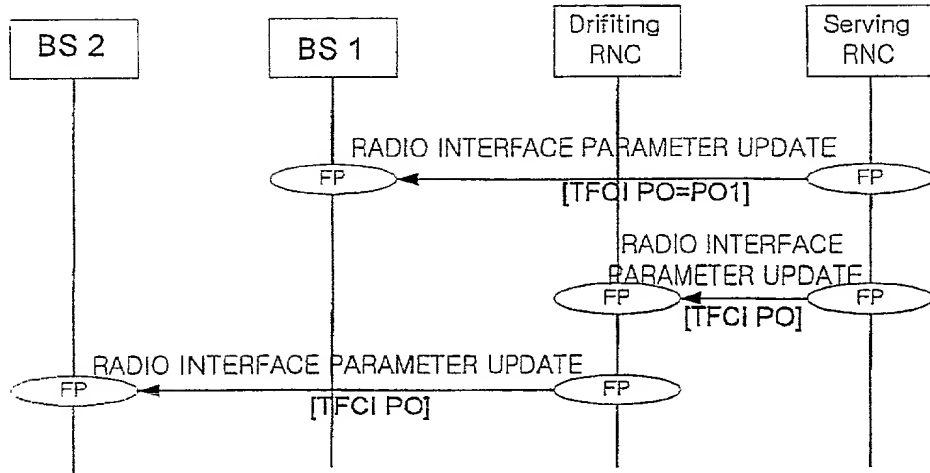 BS 2
BS 1
Drifiting
RNC
Serving
RNC
RADIO INTERFACE PARAMETER UPDATE
FP
FP
[TFCI PO=PO1]
RADIO INTERFACE
PARAMETER UPDATE
FP
FP
[TFCI PO]
RADIO INTERFACE PARAMETER UPDATE
FP
FP
[TFCI PO]